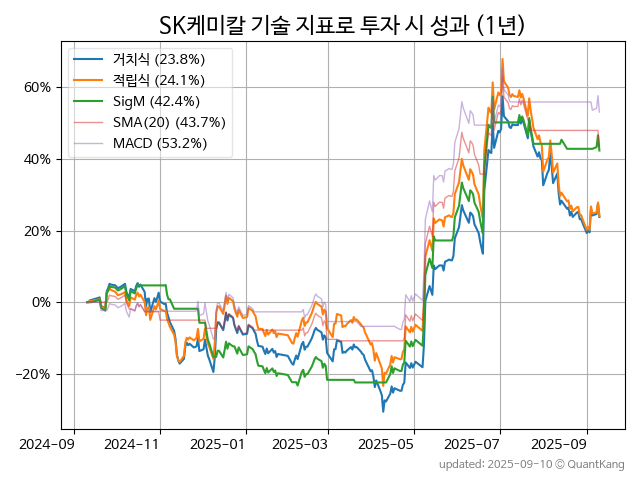 SK케미칼 기술 지표로 투자 시 성과 (1년)
거치식 (23.8%)
적립식 (24.1%)
SigM (42.4%)
SMA(20) (43.7%)
MACD (53.2%)
60%
40%
20%
0%
−20%
2024-09 2024-11 2025-01 2025-03 2025-05 2025-07 2025-09
updated: 2025-09-10 © QuantKang